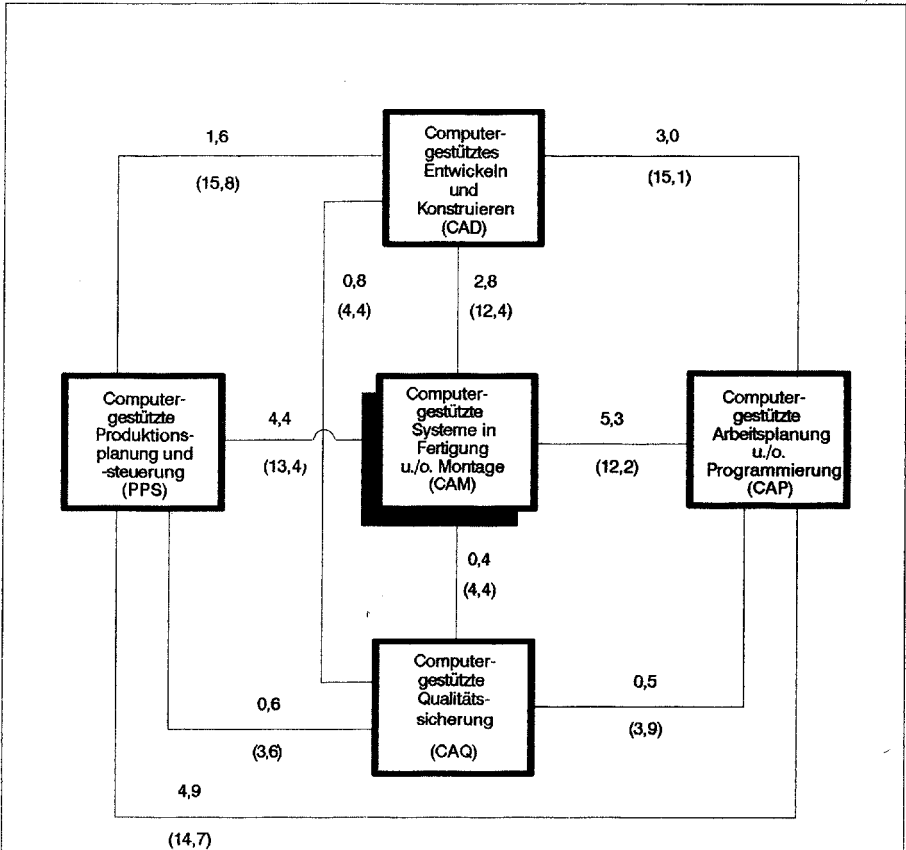 1,6
(15,8)
Computer-
gestütztes
Entwickeln
und
Konstruieren
(CAD)
3,0
(15,1)
0,8
(4,4)
2,8
(12,4)
Computer-
gestützte
Produktions-
planung und
-steuerung
(PPS)
4,4
(13,4)
Computer-
gestützte
Systeme in
Fertigung
u./o. Montage
(CAM)
5,3
(12,2)
Computer-
gestützte
Arbeitsplanung
u./o.
Programmierung
(CAP)
0,4
(4,4)
0,6
(3,6)
Computer-
gestützte
Qualitäts-
sicherung
(CAQ)
0,5
(3,9)
4,9
(14,7)